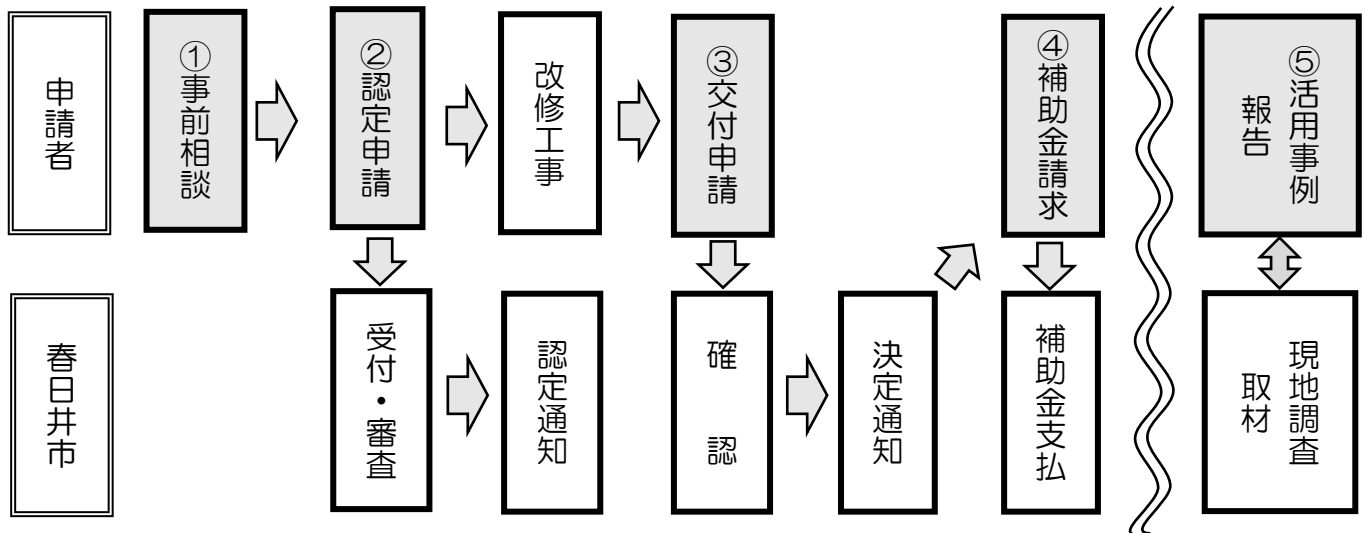 申請者
①事前相談
②認定申請
改修工事
③交付申請
④補助金請求
⑤活用事例
報告
春日井市
受付・審査
認定通知
確認
決定通知
補助金支払
現地調査
取材